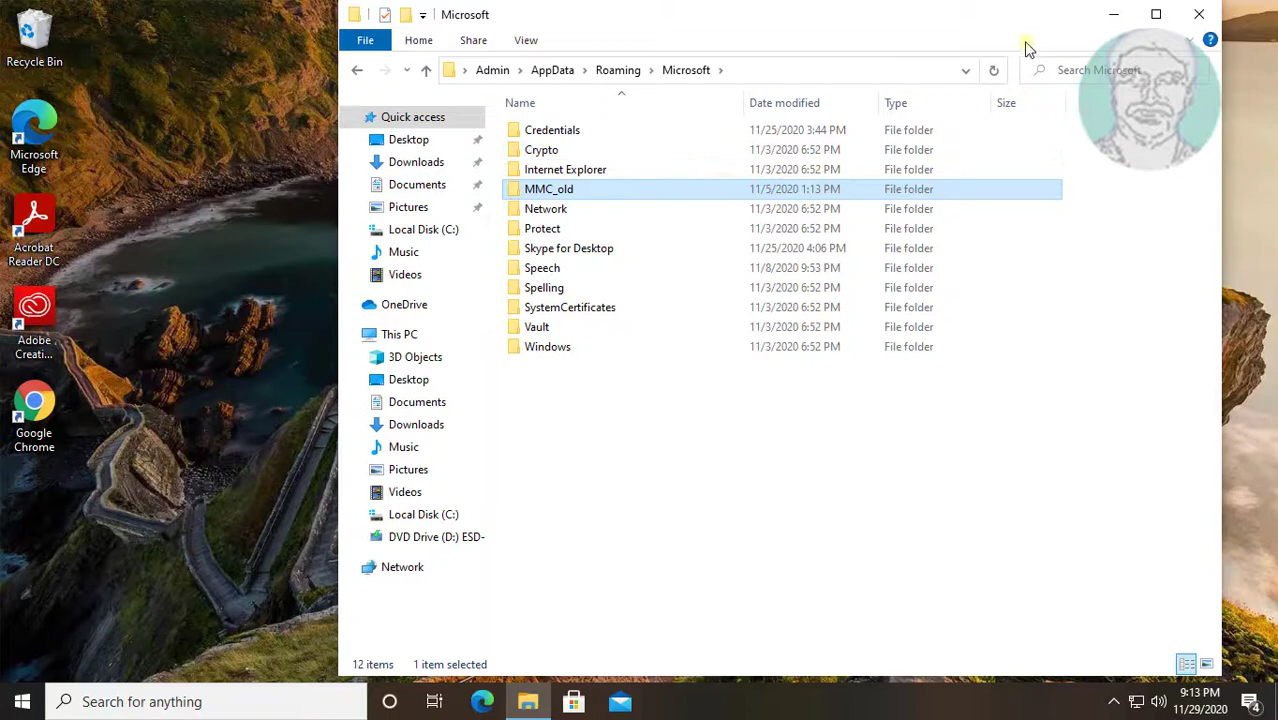 Recycle Bin
Microsoft Edge
Acrobat Reader DC
Adobe Creati...
Google Chrome
Microsoft
File Home Share View
Admin AppData Roaming Microsoft
Search Microsoft
Name Date modified Type Size
Quick access
Desktop
Downloads
Documents
Pictures
Local Disk (C:)
Music
Videos
OneDrive
This PC
3D Objects
Desktop
Documents
Downloads
Music
Pictures
Videos
Local Disk (C:)
DVD Drive (D:) ESD-
Network
Credentials 11/25/2020 3:44 PM File folder
Crypto 11/3/2020 6:52 PM File folder
Internet Explorer 11/3/2020 6:52 PM File folder
MMC_old 11/5/2020 1:13 PM File folder
Network 11/3/2020 6:52 PM File folder
Protect 11/3/2020 6:52 PM File folder
Skype for Desktop 11/25/2020 4:06 PM File folder
Speech 11/8/2020 9:53 PM File folder
Spelling 11/3/2020 6:52 PM File folder
SystemCertificates 11/3/2020 6:52 PM File folder
Vault 11/3/2020 6:52 PM File folder
Windows 11/3/2020 6:52 PM File folder
12 items 1 item selected
Search for anything
9:13 PM
11/29/2020
4